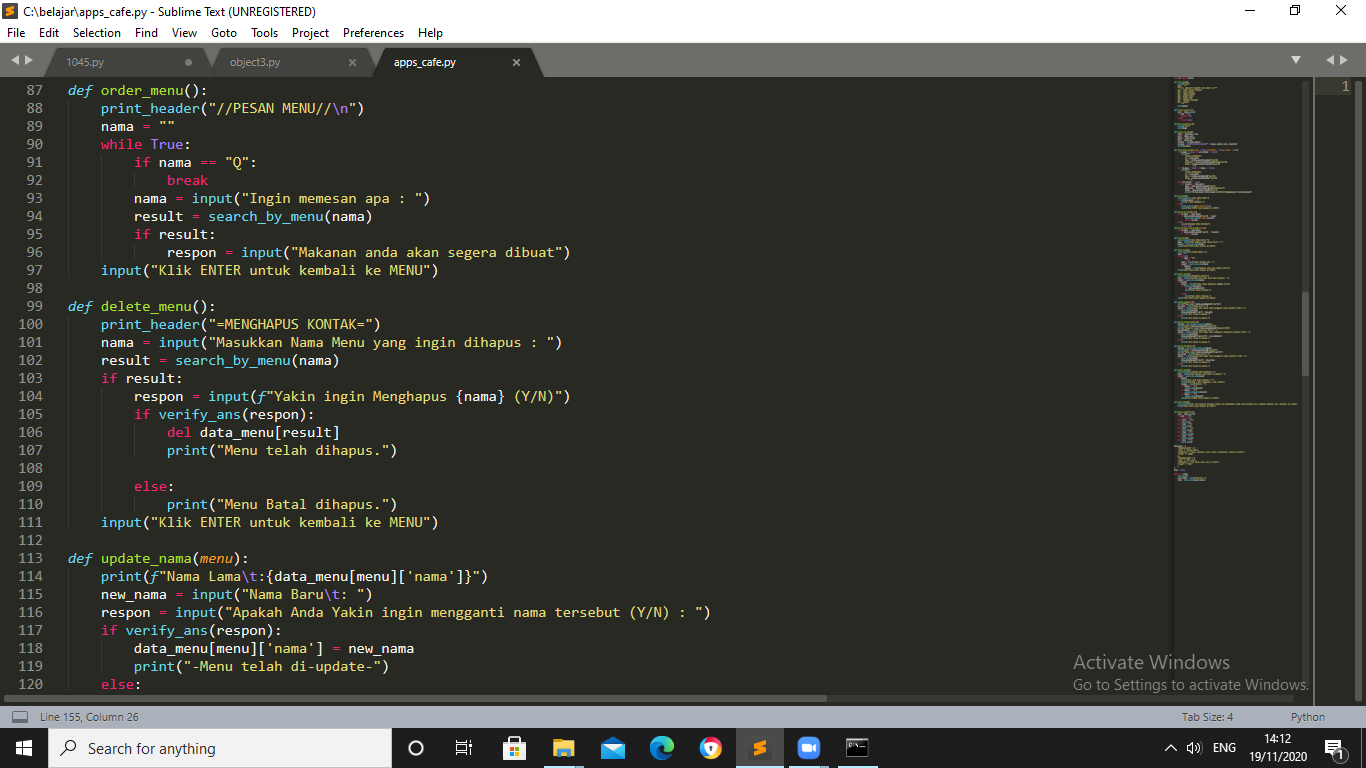 C:\belajar\apps_cafe.py - Sublime Text (UNREGISTERED)
File Edit Selection Find View Goto Tools Project Preferences Help
1045.py object3.py apps_cafe.py
87 def order_menu():
88     print_header("//PESAN MENU//\n")
89     nama = ""
90     while True:
91         if nama == "Q":
92             break
93         nama = input("Ingin memesan apa : ")
94         result = search_by_menu(nama)
95         if result:
96             respon = input("Makanan anda akan segera dibuat")
97     input("Klik ENTER untuk kembali ke MENU")
98
99 def delete_menu():
100     print_header("=MENGHAPUS KONTAK=")
101     nama = input("Masukkan Nama Menu yang ingin dihapus : ")
102     result = search_by_menu(nama)
103     if result:
104         respon = input(f"Yakin ingin Menghapus {nama} (Y/N)")
105         if verify_ans(respon):
106             del data_menu[result]
107             print("Menu telah dihapus.")
108
109         else:
110             print("Menu Batal dihapus.")
111     input("Klik ENTER untuk kembali ke MENU")
112
113 def update_nama(menu):
114     print(f"Nama Lama\t:{data_menu[menu]['nama']}")
115     new_nama = input("Nama Baru\t: ")
116     respon = input("Apakah Anda Yakin ingin mengganti nama tersebut (Y/N) : ")
117     if verify_ans(respon):
118         data_menu[menu]['nama'] = new_nama
119         print("-Menu telah di-update-")
120     else:
1
Activate Windows
Go to Settings to activate Windows.
Line 155, Column 26 Tab Size: 4 Python
Search for anything
ENG
14:12
19/11/2020
1